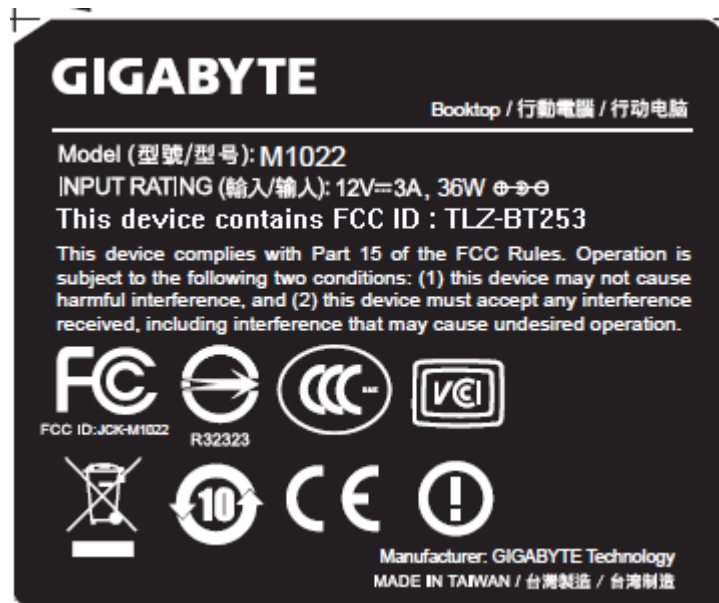 GIGABYTE
Booktop / 行動電腦 / 行动电脑
Model (型號/型号): M1022
INPUT RATING (輸入/输入): 12V⎓3A, 36W
This device contains FCC ID : TLZ-BT253
This device complies with Part 15 of the FCC Rules. Operation is
subject to the following two conditions: (1) this device may not cause
harmful interference, and (2) this device must accept any interference
received, including interference that may cause undesired operation.
FC CCC VCI
FCC ID:JCK-M1022
R32323
10 CE !
Manufacturer: GIGABYTE Technology
MADE IN TAIWAN / 台灣製造 / 台湾制造